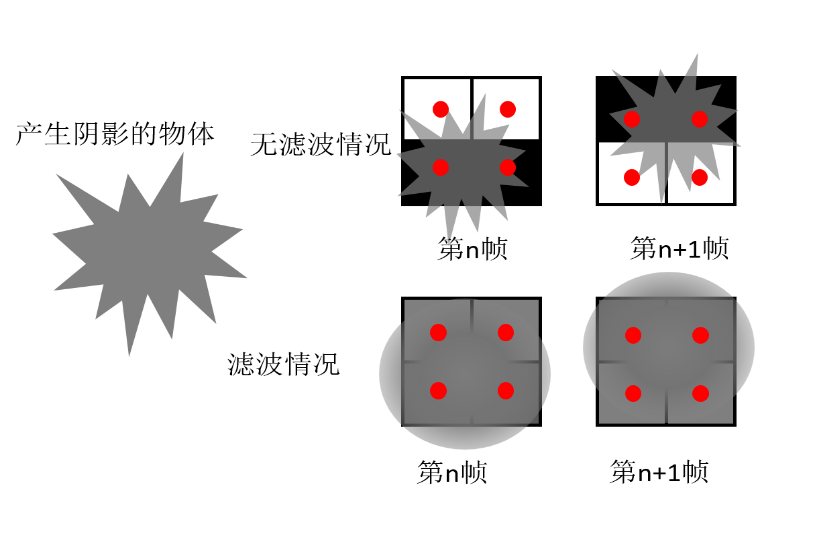 产生阴影的物体
无滤波情况
第n帧
第n+1帧
滤波情况
第n帧
第n+1帧